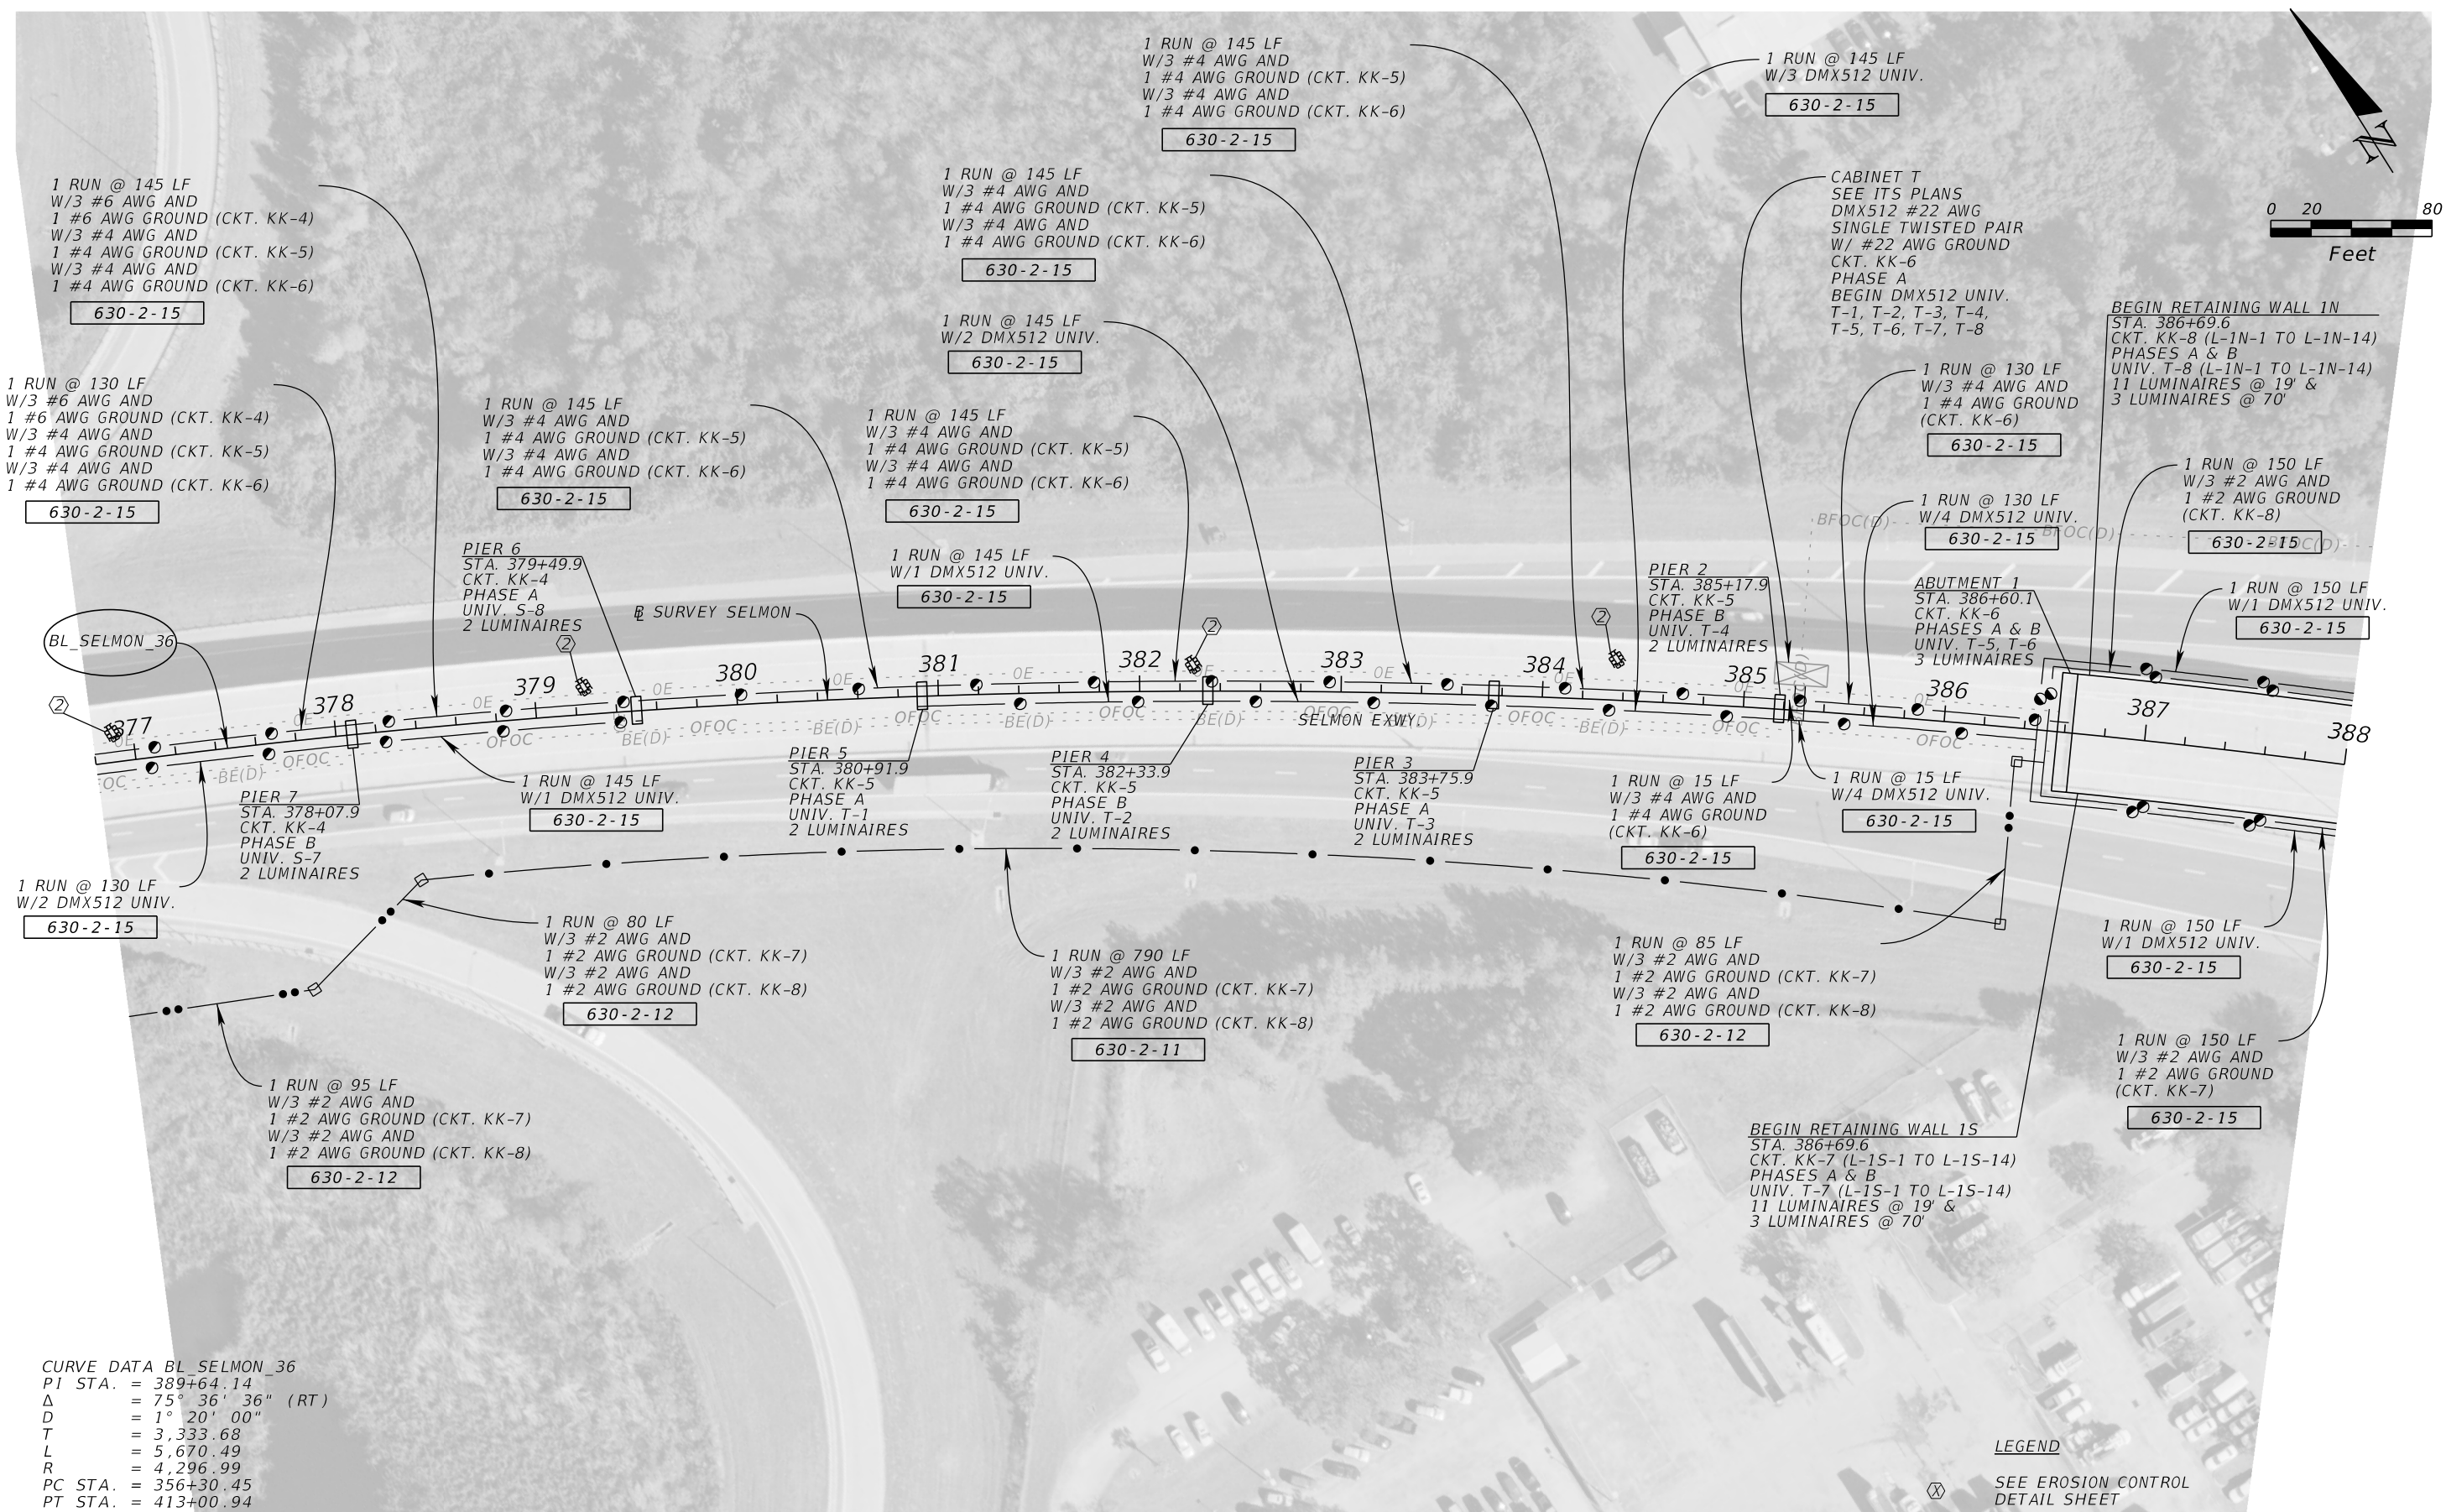 1 RUN @ 145 LF
W/3 #4 AWG AND
1 #4 AWG GROUND (CKT. KK-5)
W/3 #4 AWG AND
1 #4 AWG GROUND (CKT. KK-6)
630-2-15
1 RUN @ 145 LF
W/3 DMX512 UNIV.
630-2-15
N
0 20 80
Feet
1 RUN @ 145 LF
W/3 #6 AWG AND
1 #6 AWG GROUND (CKT. KK-4)
W/3 #4 AWG AND
1 #4 AWG GROUND (CKT. KK-5)
W/3 #4 AWG AND
1 #4 AWG GROUND (CKT. KK-6)
630-2-15
1 RUN @ 145 LF
W/3 #4 AWG AND
1 #4 AWG GROUND (CKT. KK-5)
W/3 #4 AWG AND
1 #4 AWG GROUND (CKT. KK-6)
630-2-15
CABINET T
SEE ITS PLANS
DMX512 #22 AWG
SINGLE TWISTED PAIR
W/ #22 AWG GROUND
CKT. KK-6
PHASE A
BEGIN DMX512 UNIV.
T-1, T-2, T-3, T-4,
T-5, T-6, T-7, T-8
BEGIN RETAINING WALL 1N
STA. 386+69.6
CKT. KK-8 (L-1N-1 TO L-1N-14)
PHASES A & B
UNIV. T-8 (L-1N-1 TO L-1N-14)
11 LUMINAIRES @ 19' &
3 LUMINAIRES @ 70'
1 RUN @ 145 LF
W/2 DMX512 UNIV.
630-2-15
1 RUN @ 130 LF
W/3 #6 AWG AND
1 #6 AWG GROUND (CKT. KK-4)
W/3 #4 AWG AND
1 #4 AWG GROUND (CKT. KK-5)
W/3 #4 AWG AND
1 #4 AWG GROUND (CKT. KK-6)
630-2-15
1 RUN @ 145 LF
W/3 #4 AWG AND
1 #4 AWG GROUND (CKT. KK-5)
W/3 #4 AWG AND
1 #4 AWG GROUND (CKT. KK-6)
630-2-15
1 RUN @ 145 LF
W/3 #4 AWG AND
1 #4 AWG GROUND (CKT. KK-5)
W/3 #4 AWG AND
1 #4 AWG GROUND (CKT. KK-6)
630-2-15
1 RUN @ 130 LF
W/3 #4 AWG AND
1 #4 AWG GROUND
(CKT. KK-6)
630-2-15
1 RUN @ 150 LF
W/3 #2 AWG AND
1 #2 AWG GROUND
(CKT. KK-8)
630-2-15
1 RUN @ 130 LF
W/4 DMX512 UNIV.
630-2-15
BFOC(D) BFOC(D) BFOC(D)
1 RUN @ 145 LF
W/1 DMX512 UNIV.
630-2-15
PIER 6
STA. 379+49.9
CKT. KK-4
PHASE A
UNIV. S-8
2 LUMINAIRES
PIER 2
STA. 385+17.9
CKT. KK-5
PHASE B
UNIV. T-4
2 LUMINAIRES
ABUTMENT 1
STA. 386+60.1
CKT. KK-6
PHASES A & B
UNIV. T-5, T-6
3 LUMINAIRES
1 RUN @ 150 LF
W/1 DMX512 UNIV.
630-2-15
BL_SELMON_36
BL SURVEY SELMON
2 2 2 2
377 378 379 380 381 382 383 384 385 386 387 388
OE OE OE OE OE OE OE OE OE OE
SELMON EXWY.
OC BE(D) OFOC OFOC BE(D) OFOC BE(D) OFOC BE(D) OFOC BE(D) OFOC BE(D) OFOC BE(D) OFOC OFOC
PIER 7
STA. 378+07.9
CKT. KK-4
PHASE B
UNIV. S-7
2 LUMINAIRES
1 RUN @ 145 LF
W/1 DMX512 UNIV.
630-2-15
PIER 5
STA. 380+91.9
CKT. KK-5
PHASE A
UNIV. T-1
2 LUMINAIRES
PIER 4
STA. 382+33.9
CKT. KK-5
PHASE B
UNIV. T-2
2 LUMINAIRES
PIER 3
STA. 383+75.9
CKT. KK-5
PHASE A
UNIV. T-3
2 LUMINAIRES
1 RUN @ 15 LF
W/3 #4 AWG AND
1 #4 AWG GROUND
(CKT. KK-6)
630-2-15
1 RUN @ 15 LF
W/4 DMX512 UNIV.
630-2-15
1 RUN @ 130 LF
W/2 DMX512 UNIV.
630-2-15
1 RUN @ 80 LF
W/3 #2 AWG AND
1 #2 AWG GROUND (CKT. KK-7)
W/3 #2 AWG AND
1 #2 AWG GROUND (CKT. KK-8)
630-2-12
1 RUN @ 790 LF
W/3 #2 AWG AND
1 #2 AWG GROUND (CKT. KK-7)
W/3 #2 AWG AND
1 #2 AWG GROUND (CKT. KK-8)
630-2-11
1 RUN @ 85 LF
W/3 #2 AWG AND
1 #2 AWG GROUND (CKT. KK-7)
W/3 #2 AWG AND
1 #2 AWG GROUND (CKT. KK-8)
630-2-12
1 RUN @ 150 LF
W/1 DMX512 UNIV.
630-2-15
1 RUN @ 150 LF
W/3 #2 AWG AND
1 #2 AWG GROUND
(CKT. KK-7)
630-2-15
1 RUN @ 95 LF
W/3 #2 AWG AND
1 #2 AWG GROUND (CKT. KK-7)
W/3 #2 AWG AND
1 #2 AWG GROUND (CKT. KK-8)
630-2-12
BEGIN RETAINING WALL 1S
STA. 386+69.6
CKT. KK-7 (L-1S-1 TO L-1S-14)
PHASES A & B
UNIV. T-7 (L-1S-1 TO L-1S-14)
11 LUMINAIRES @ 19' &
3 LUMINAIRES @ 70'
CURVE DATA BL_SELMON_36
PI STA. = 389+64.14
Δ = 75° 36' 36" (RT)
D = 1° 20' 00"
T = 3,333.68
L = 5,670.49
R = 4,296.99
PC STA. = 356+30.45
PT STA. = 413+00.94
LEGEND
X SEE EROSION CONTROL
DETAIL SHEET